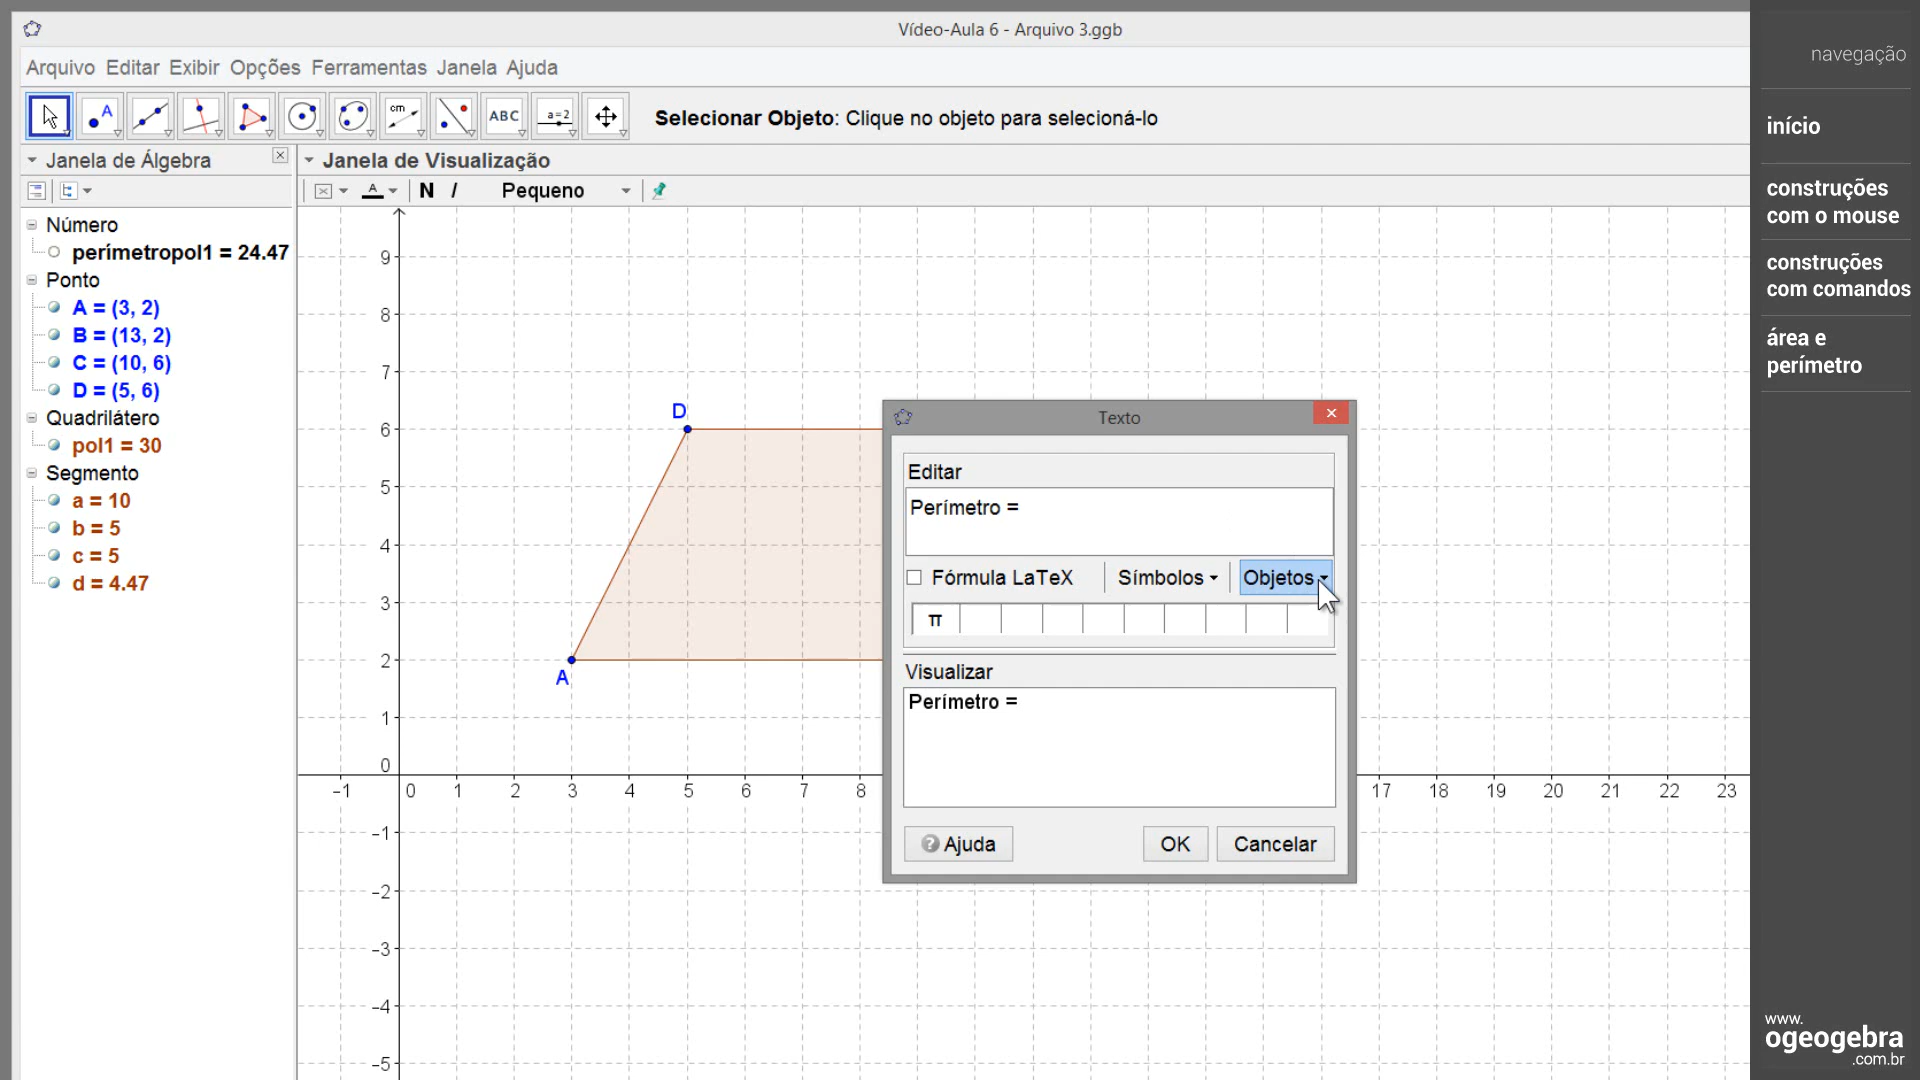 Vídeo-Aula 6 - Arquivo 3.ggb
Arquivo Editar Exibir Opções Ferramentas Janela Ajuda
A cm ABC a=2 Selecionar Objeto: Clique no objeto para selecioná-lo
Janela de Álgebra
Janela de Visualização
A N I Pequeno
Número
perímetropol1 = 24.47
Ponto
A = (3, 2)
B = (13, 2)
C = (10, 6)
D = (5, 6)
Quadrilátero
pol1 = 30
Segmento
a = 10
b = 5
c = 5
d = 4.47
9
8
7
6
5
4
3
2
1
0
-1
-2
-3
-4
-5
-1 0 1 2 3 4 5 6 7 8 17 18 19 20 21 22 23
D
A
Texto
Editar
Perímetro =
Fórmula LaTeX Símbolos Objetos
π
Visualizar
Perímetro =
? Ajuda OK Cancelar
navegação
início
construções
com o mouse
construções
com comandos
área e
perímetro
www.
ogeogebra
.com.br